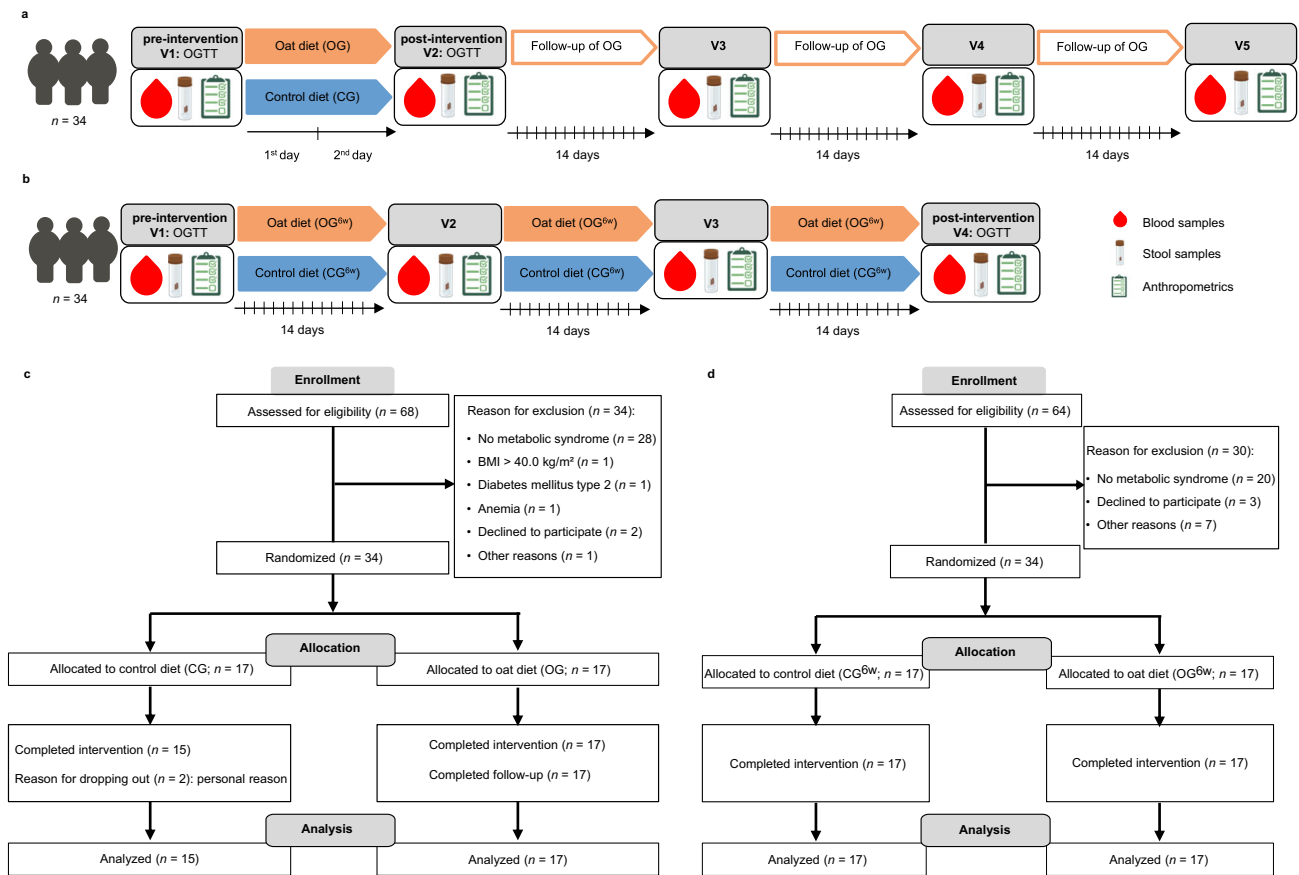 a
pre-intervention
V1: OGTT
Oat diet (OG)
Control diet (CG)
post-intervention
V2: OGTT
Follow-up of OG
V3
Follow-up of OG
V4
Follow-up of OG
V5
n = 34
1st day
2nd day
14 days
14 days
14 days
b
pre-intervention
V1: OGTT
Oat diet (OG6w)
Control diet (CG6w)
V2
Oat diet (OG6w)
Control diet (CG6w)
V3
Oat diet (OG6w)
Control diet (CG6w)
post-intervention
V4: OGTT
n = 34
14 days
14 days
14 days
Blood samples
Stool samples
Anthropometrics
c
Enrollment
Assessed for eligibility (n = 68)
Reason for exclusion (n = 34):
• No metabolic syndrome (n = 28)
• BMI > 40.0 kg/m² (n = 1)
• Diabetes mellitus type 2 (n = 1)
• Anemia (n = 1)
• Declined to participate (n = 2)
• Other reasons (n = 1)
Randomized (n = 34)
Allocation
Allocated to control diet (CG; n = 17)
Allocated to oat diet (OG; n = 17)
Completed intervention (n = 15)
Reason for dropping out (n = 2): personal reason
Completed intervention (n = 17)
Completed follow-up (n = 17)
Analysis
Analyzed (n = 15)
Analyzed (n = 17)
d
Enrollment
Assessed for eligibility (n = 64)
Reason for exclusion (n = 30):
• No metabolic syndrome (n = 20)
• Declined to participate (n = 3)
• Other reasons (n = 7)
Randomized (n = 34)
Allocation
Allocated to control diet (CG6w; n = 17)
Allocated to oat diet (OG6w; n = 17)
Completed intervention (n = 17)
Completed intervention (n = 17)
Analysis
Analyzed (n = 17)
Analyzed (n = 17)